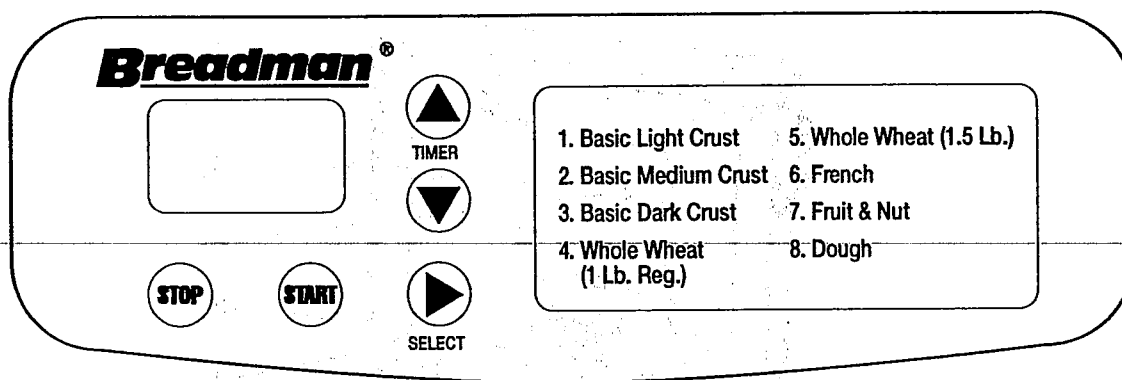 Breadman®
TIMER
STOP
START
SELECT
1. Basic Light Crust
2. Basic Medium Crust
3. Basic Dark Crust
4. Whole Wheat
(1 Lb. Reg.)
5. Whole Wheat (1.5 Lb.)
6. French
7. Fruit & Nut
8. Dough